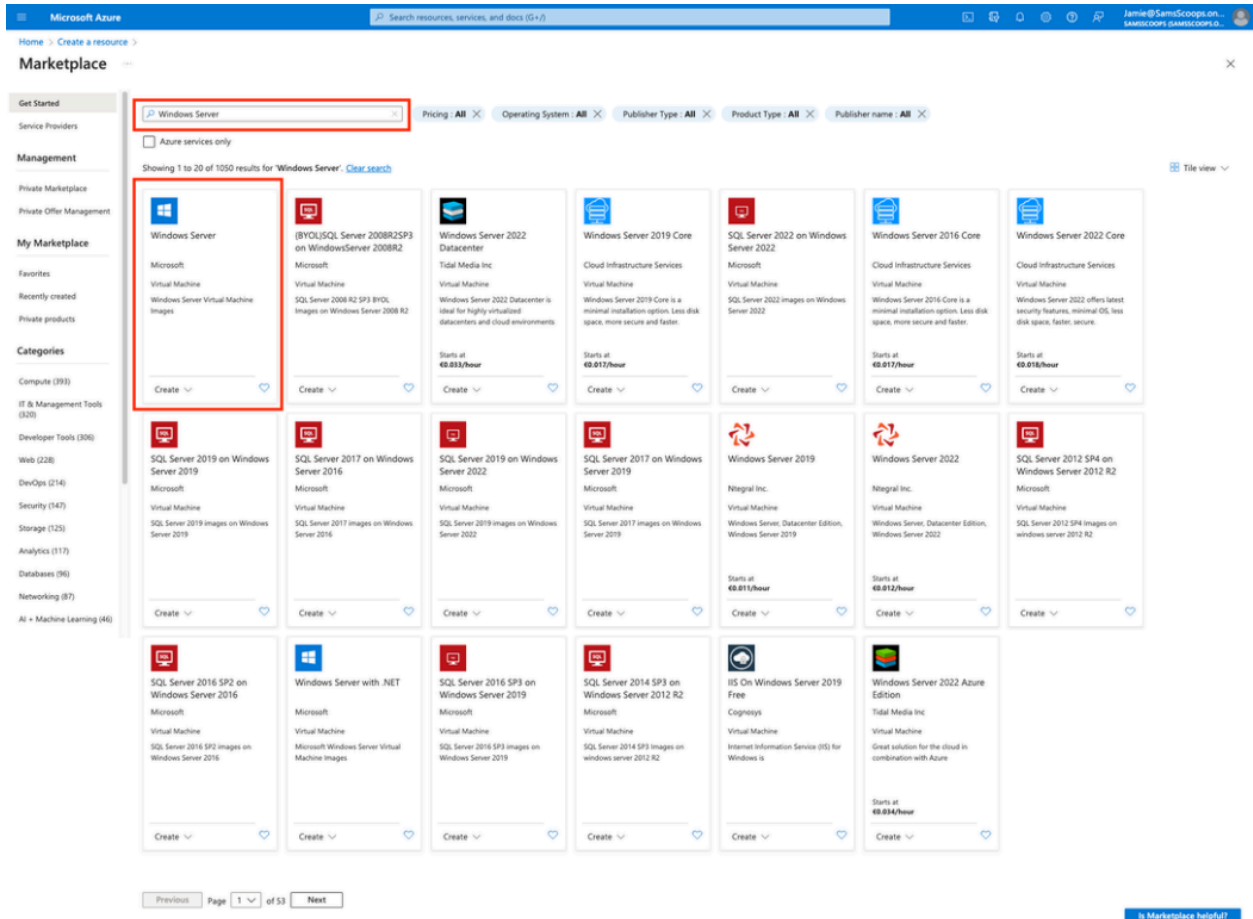 Microsoft Azure
Search resources, services, and docs (G+/)
Jamie@SamsScoops.on...
SAMSSCOOPS (SAMSSCOOPS.O...
Home > Create a resource >
Marketplace ...
Get Started
Service Providers
Management
Private Marketplace
Private Offer Management
My Marketplace
Favorites
Recently created
Private products
Categories
Compute (393)
IT & Management Tools
(320)
Developer Tools (306)
Web (228)
DevOps (214)
Security (147)
Storage (125)
Analytics (117)
Databases (96)
Networking (87)
AI + Machine Learning (46)
Windows Server
Pricing : All
Operating System : All
Publisher Type : All
Product Type : All
Publisher name : All
Azure services only
Showing 1 to 20 of 1050 results for 'Windows Server'. Clear search
Tile view
Windows Server
Microsoft
Virtual Machine
Windows Server Virtual Machine
Images
Create
(BYOL)SQL Server 2008R2SP3
on WindowsServer 2008R2
Microsoft
Virtual Machine
SQL Server 2008 R2 SP3 BYOL
Images on Windows Server 2008 R2
Create
Windows Server 2022
Datacenter
Tidal Media Inc
Virtual Machine
Windows Server 2022 Datacenter is
ideal for highly virtualized
datacenters and cloud environments
Starts at
€0.033/hour
Create
Windows Server 2019 Core
Cloud Infrastructure Services
Virtual Machine
Windows Server 2019 Core is a
minimal installation option. Less disk
space, more secure and faster.
Starts at
€0.017/hour
Create
SQL Server 2022 on Windows
Server 2022
Microsoft
Virtual Machine
SQL Server 2022 images on Windows
Server 2022
Create
Windows Server 2016 Core
Cloud Infrastructure Services
Virtual Machine
Windows Server 2016 Core is a
minimal installation option. Less disk
space, more secure and faster.
Starts at
€0.017/hour
Create
Windows Server 2022 Core
Cloud Infrastructure Services
Virtual Machine
Windows Server 2022 offers latest
security features, minimal OS, less
disk space, faster, secure.
Starts at
€0.018/hour
Create
SQL Server 2019 on Windows
Server 2019
Microsoft
Virtual Machine
SQL Server 2019 images on Windows
Server 2019
Create
SQL Server 2017 on Windows
Server 2016
Microsoft
Virtual Machine
SQL Server 2017 images on Windows
Server 2016
Create
SQL Server 2019 on Windows
Server 2022
Microsoft
Virtual Machine
SQL Server 2019 images on Windows
Server 2022
Create
SQL Server 2017 on Windows
Server 2019
Microsoft
Virtual Machine
SQL Server 2017 images on Windows
Server 2019
Create
Windows Server 2019
Ntegral Inc.
Virtual Machine
Windows Server, Datacenter Edition,
Windows Server 2019
Starts at
€0.011/hour
Create
Windows Server 2022
Ntegral Inc.
Virtual Machine
Windows Server, Datacenter Edition,
Windows Server 2022
Starts at
€0.012/hour
Create
SQL Server 2012 SP4 on
Windows Server 2012 R2
Microsoft
Virtual Machine
SQL Server 2012 SP4 Images on
windows server 2012 R2
Create
SQL Server 2016 SP2 on
Windows Server 2016
Microsoft
Virtual Machine
SQL Server 2016 SP2 images on
Windows Server 2016
Create
Windows Server with .NET
Microsoft
Virtual Machine
Microsoft Windows Server Virtual
Machine Images
Create
SQL Server 2016 SP3 on
Windows Server 2019
Microsoft
Virtual Machine
SQL Server 2016 SP3 images on
Windows Server 2019
Create
SQL Server 2014 SP3 on
Windows Server 2012 R2
Microsoft
Virtual Machine
SQL Server 2014 SP3 Images on
windows server 2012 R2
Create
IIS On Windows Server 2019
Free
Cognosys
Virtual Machine
Internet Information Service (IIS) for
Windows is
Create
Windows Server 2022 Azure
Edition
Tidal Media Inc
Virtual Machine
Great solution for the cloud in
combination with Azure
Starts at
€0.034/hour
Create
Previous Page 1 of 53 Next
Is Marketplace helpful?